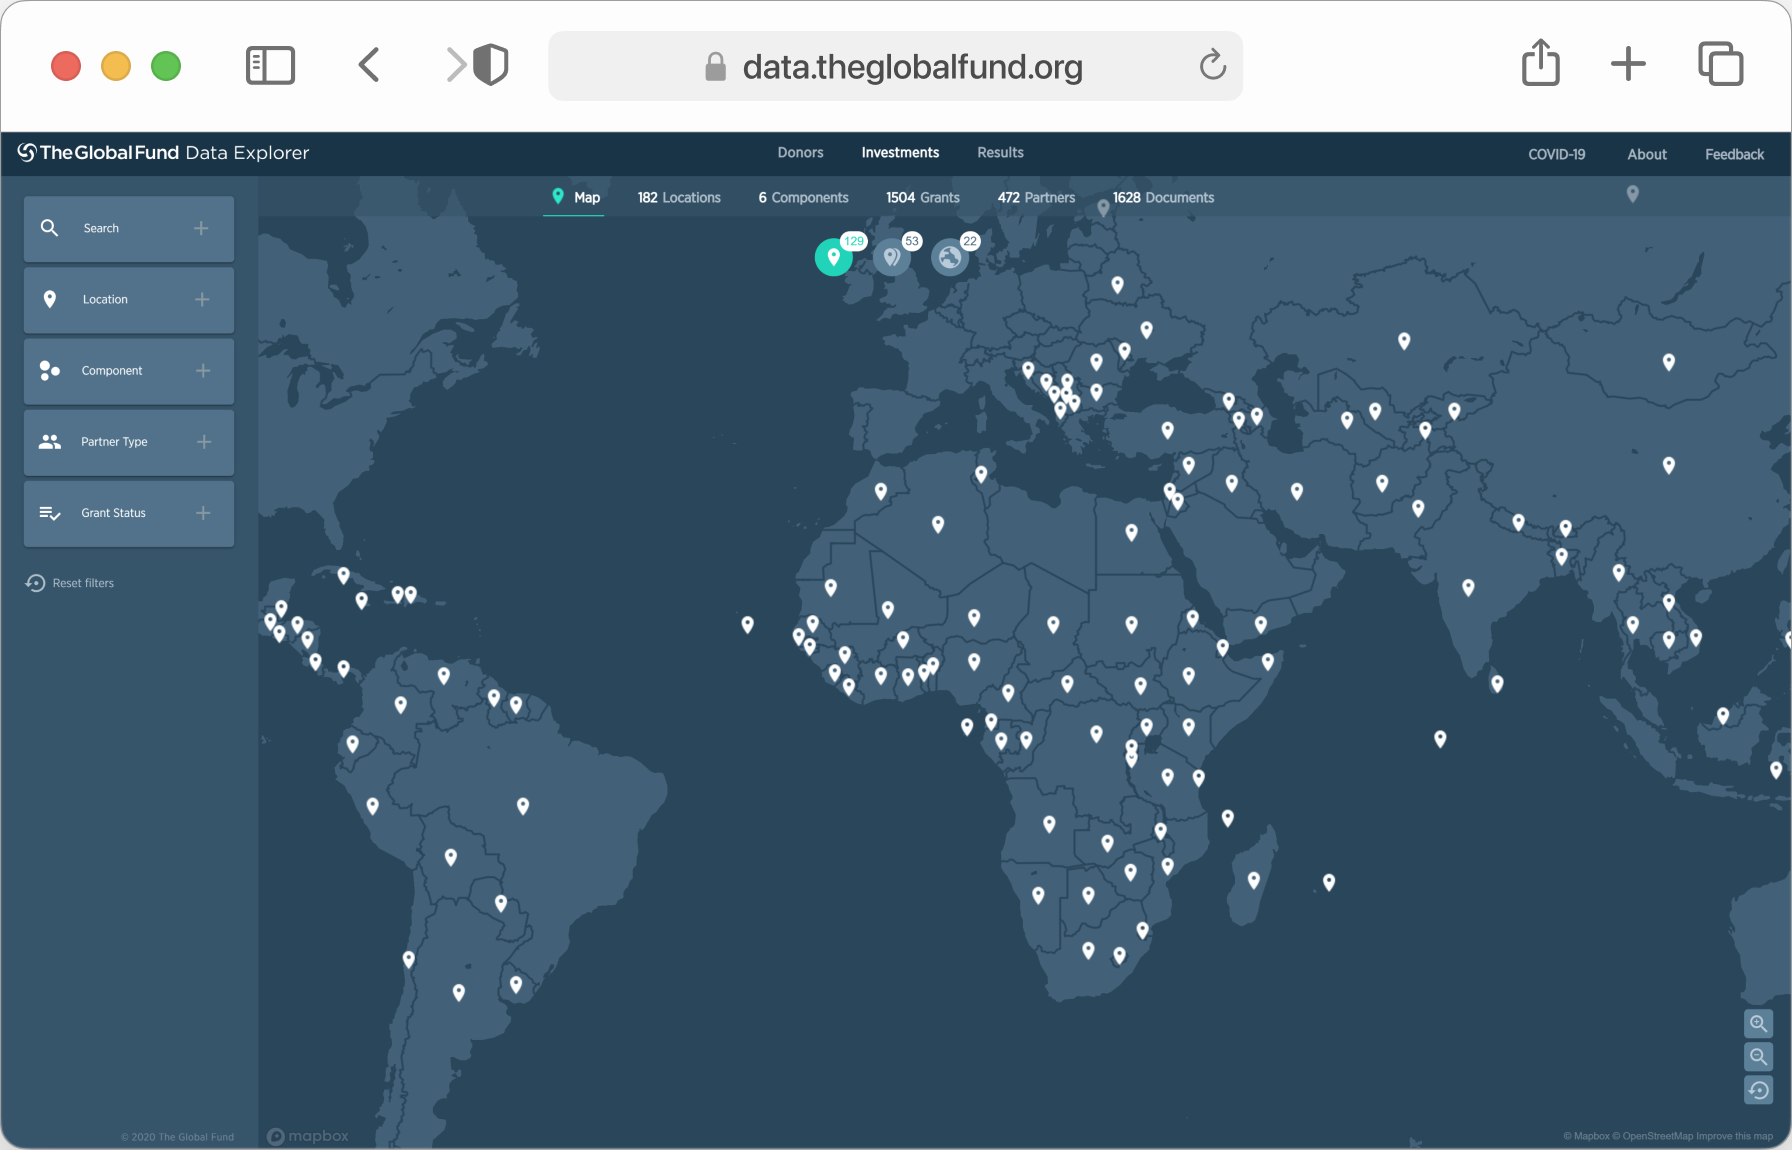 data.theglobalfund.org
TheGlobalFund Data Explorer
Donors
Investments
Results
COVID-19
About
Feedback
Map
182 Locations
6 Components
1504 Grants
472 Partners
1628 Documents
129
53
22
Search
Location
Component
Partner Type
Grant Status
Reset filters
© 2020 The Global Fund
mapbox
© Mapbox © OpenStreetMap Improve this map